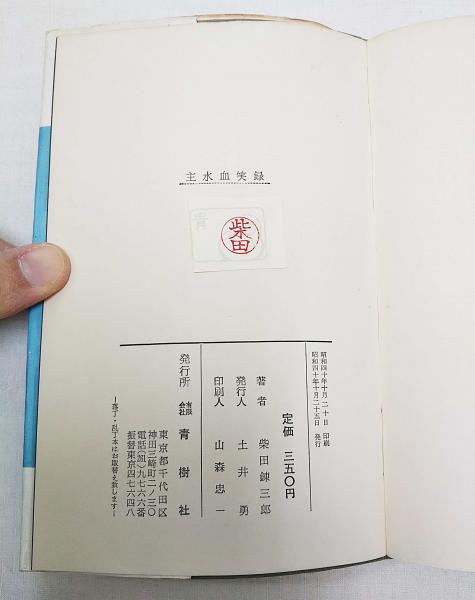 主水血笑録
青
柴田
昭和四十年十月二十日 印刷
昭和四十年十月二十五日 発行
定価 三五〇円
著者 柴田錬三郎
発行人 土井勇
印刷人 山森忠一
発行所 有限会社 青樹社
東京都千代田区
神田三崎町二ノ三〇
電話 九七六六番
振替東京四七六四八
―落丁・乱丁本はお取替え致します―